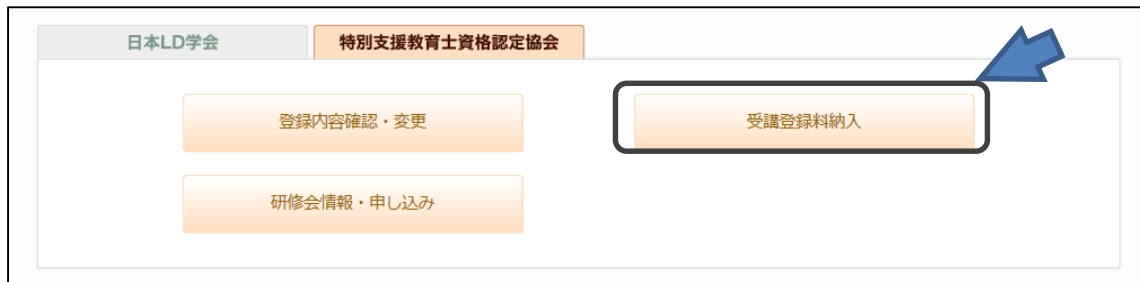 日本LD学会
特別支援教育士資格認定協会
登録内容確認・変更
受講登録料納入
研修会情報・申し込み